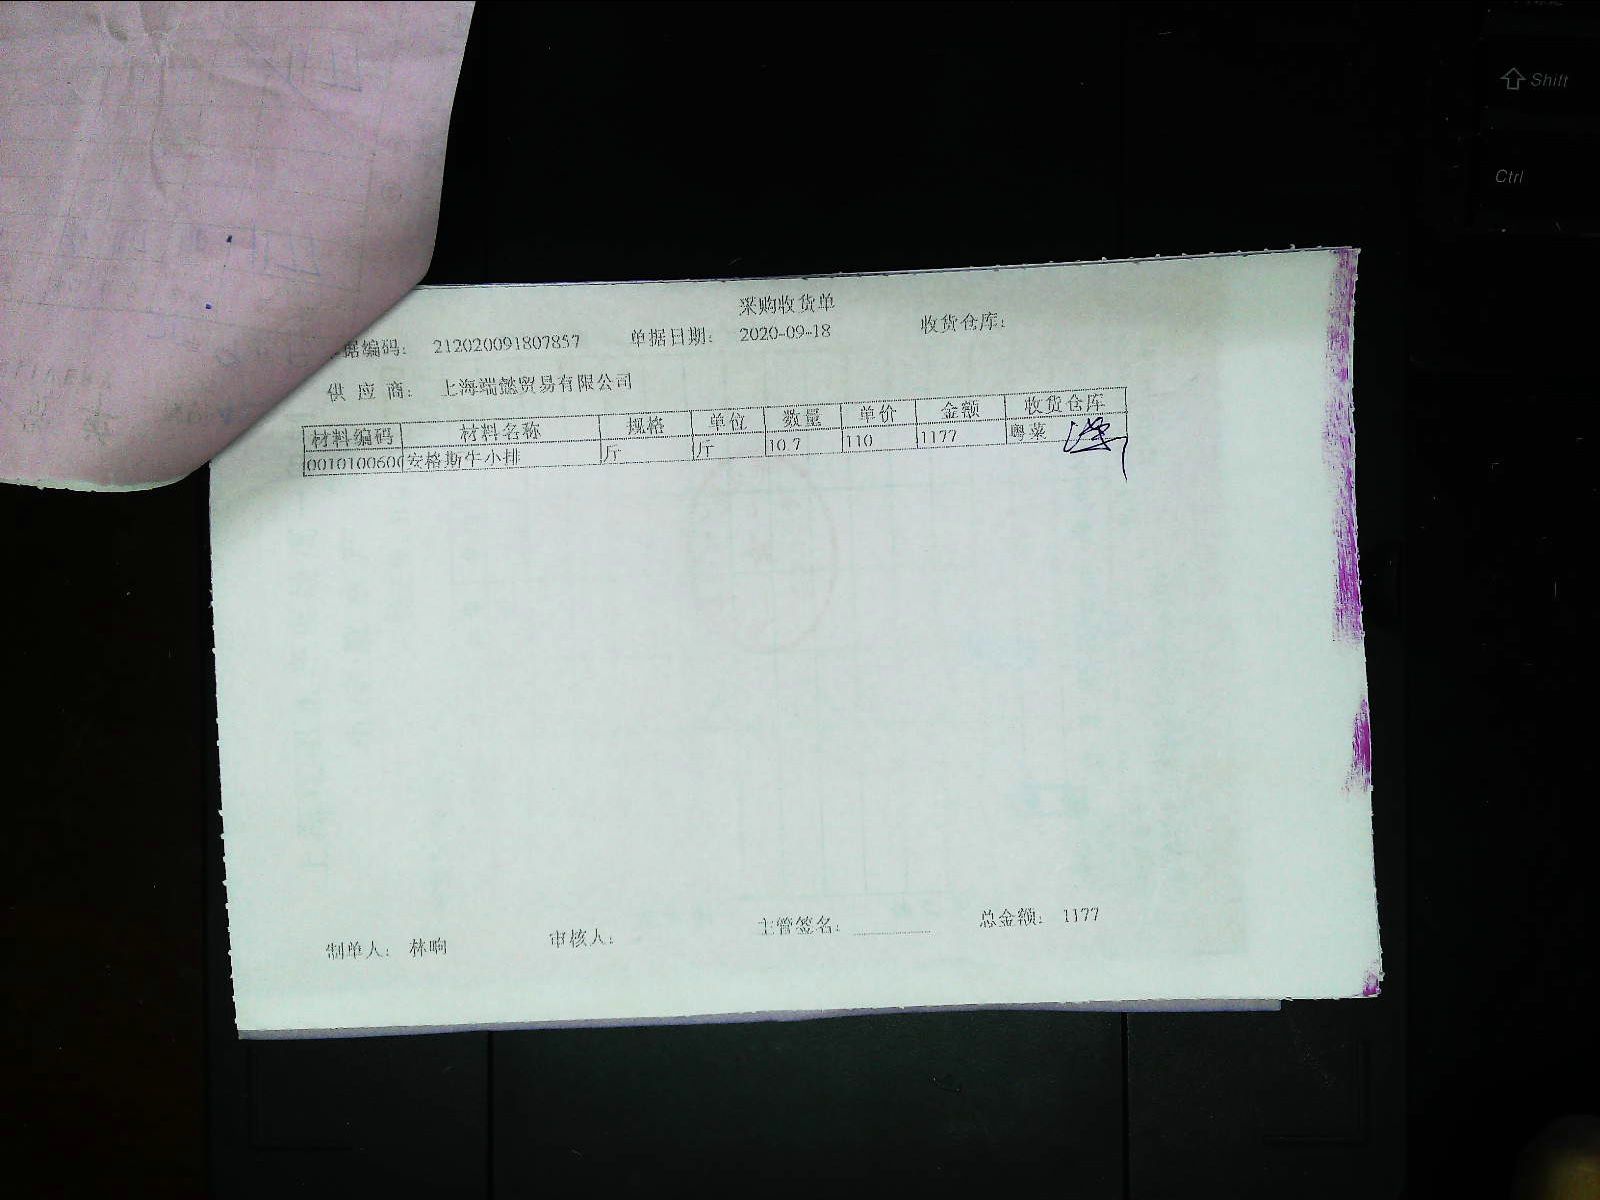 Shift
Ctrl
采购收货单
据编码: 212020091807857 单据日期: 2020-09-18 收货仓库:
供应商: 上海端懿贸易有限公司
材料编码 材料名称 规格 单位 数量 单价 金额 收货仓库
0010100600 安格斯牛小排 斤 斤 10.7 110 1177 粤菜
制单人: 林响 审核人: 主管签名: 总金额: 1177